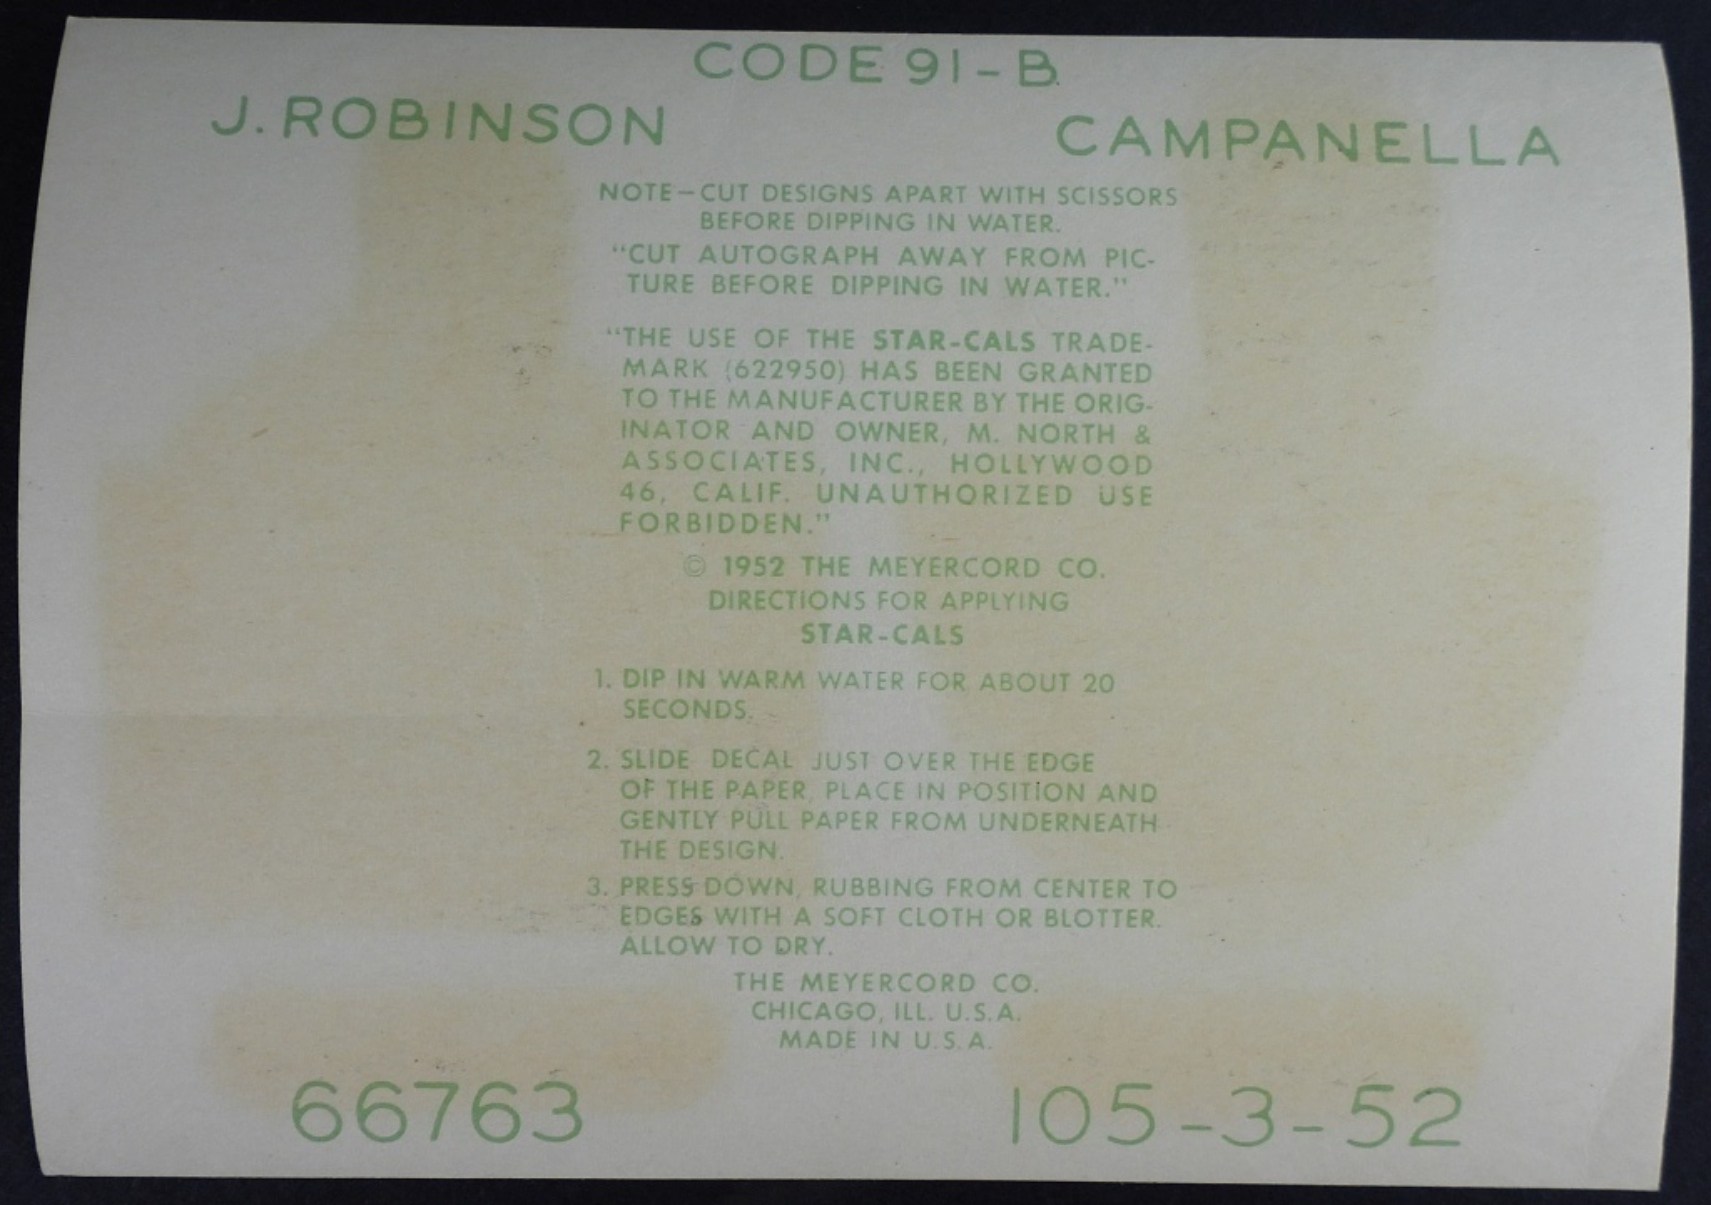 CODE 91-B
J. ROBINSON
CAMPANELLA
NOTE-CUT DESIGNS APART WITH SCISSORS
BEFORE DIPPING IN WATER.
"CUT AUTOGRAPH AWAY FROM PIC-
TURE BEFORE DIPPING IN WATER."
"THE USE OF THE STAR-CALS TRADE-
MARK (622950) HAS BEEN GRANTED
TO THE MANUFACTURER BY THE ORIG-
INATOR AND OWNER, M. NORTH &
ASSOCIATES, INC., HOLLYWOOD
46, CALIF. UNAUTHORIZED USE
FORBIDDEN."
© 1952 THE MEYERCORD CO.
DIRECTIONS FOR APPLYING
STAR-CALS
1. DIP IN WARM WATER FOR ABOUT 20
SECONDS.
2. SLIDE DECAL JUST OVER THE EDGE
OF THE PAPER, PLACE IN POSITION AND
GENTLY PULL PAPER FROM UNDERNEATH
THE DESIGN.
3. PRESS DOWN, RUBBING FROM CENTER TO
EDGES WITH A SOFT CLOTH OR BLOTTER.
ALLOW TO DRY.
THE MEYERCORD CO.
CHICAGO, ILL. U.S.A.
MADE IN U.S.A.
66763
105-3-52